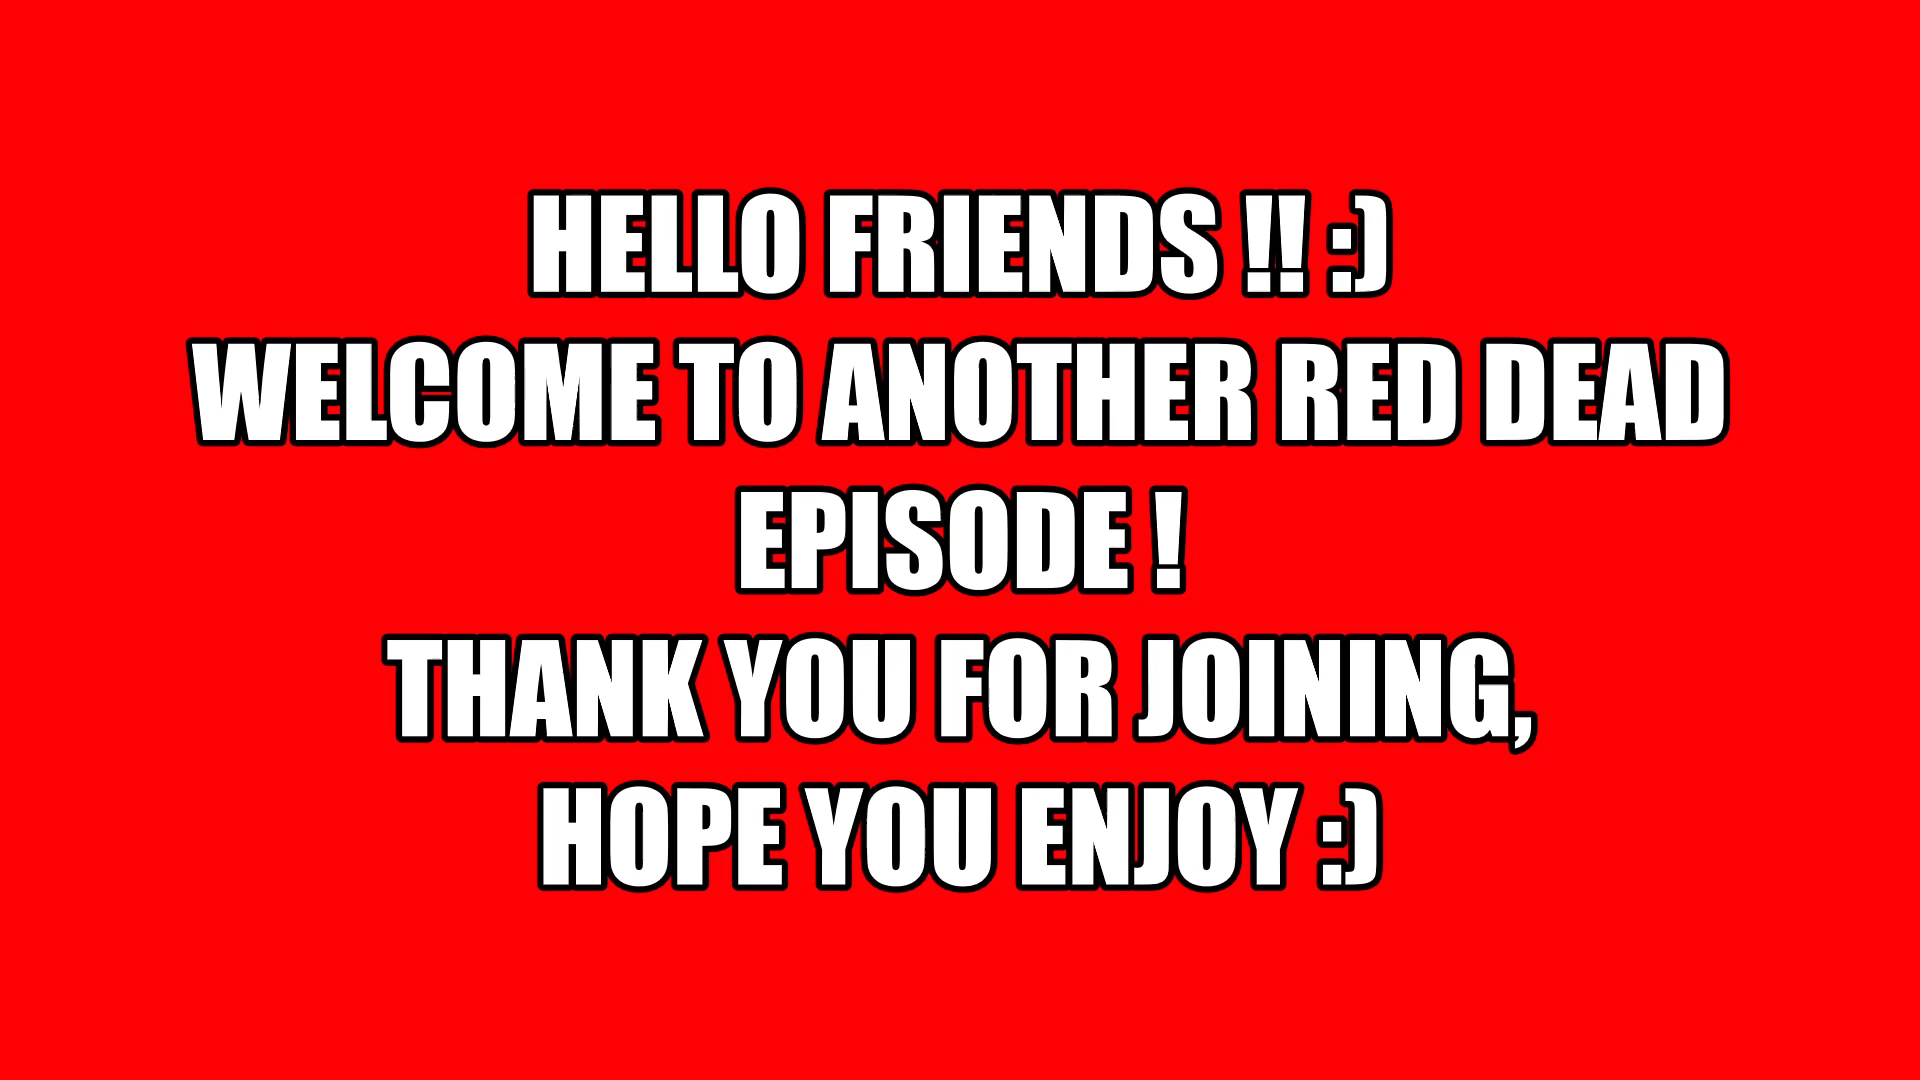 HELLO FRIENDS !! :)
WELCOME TO ANOTHER RED DEAD
EPISODE !
THANK YOU FOR JOINING,
HOPE YOU ENJOY :)